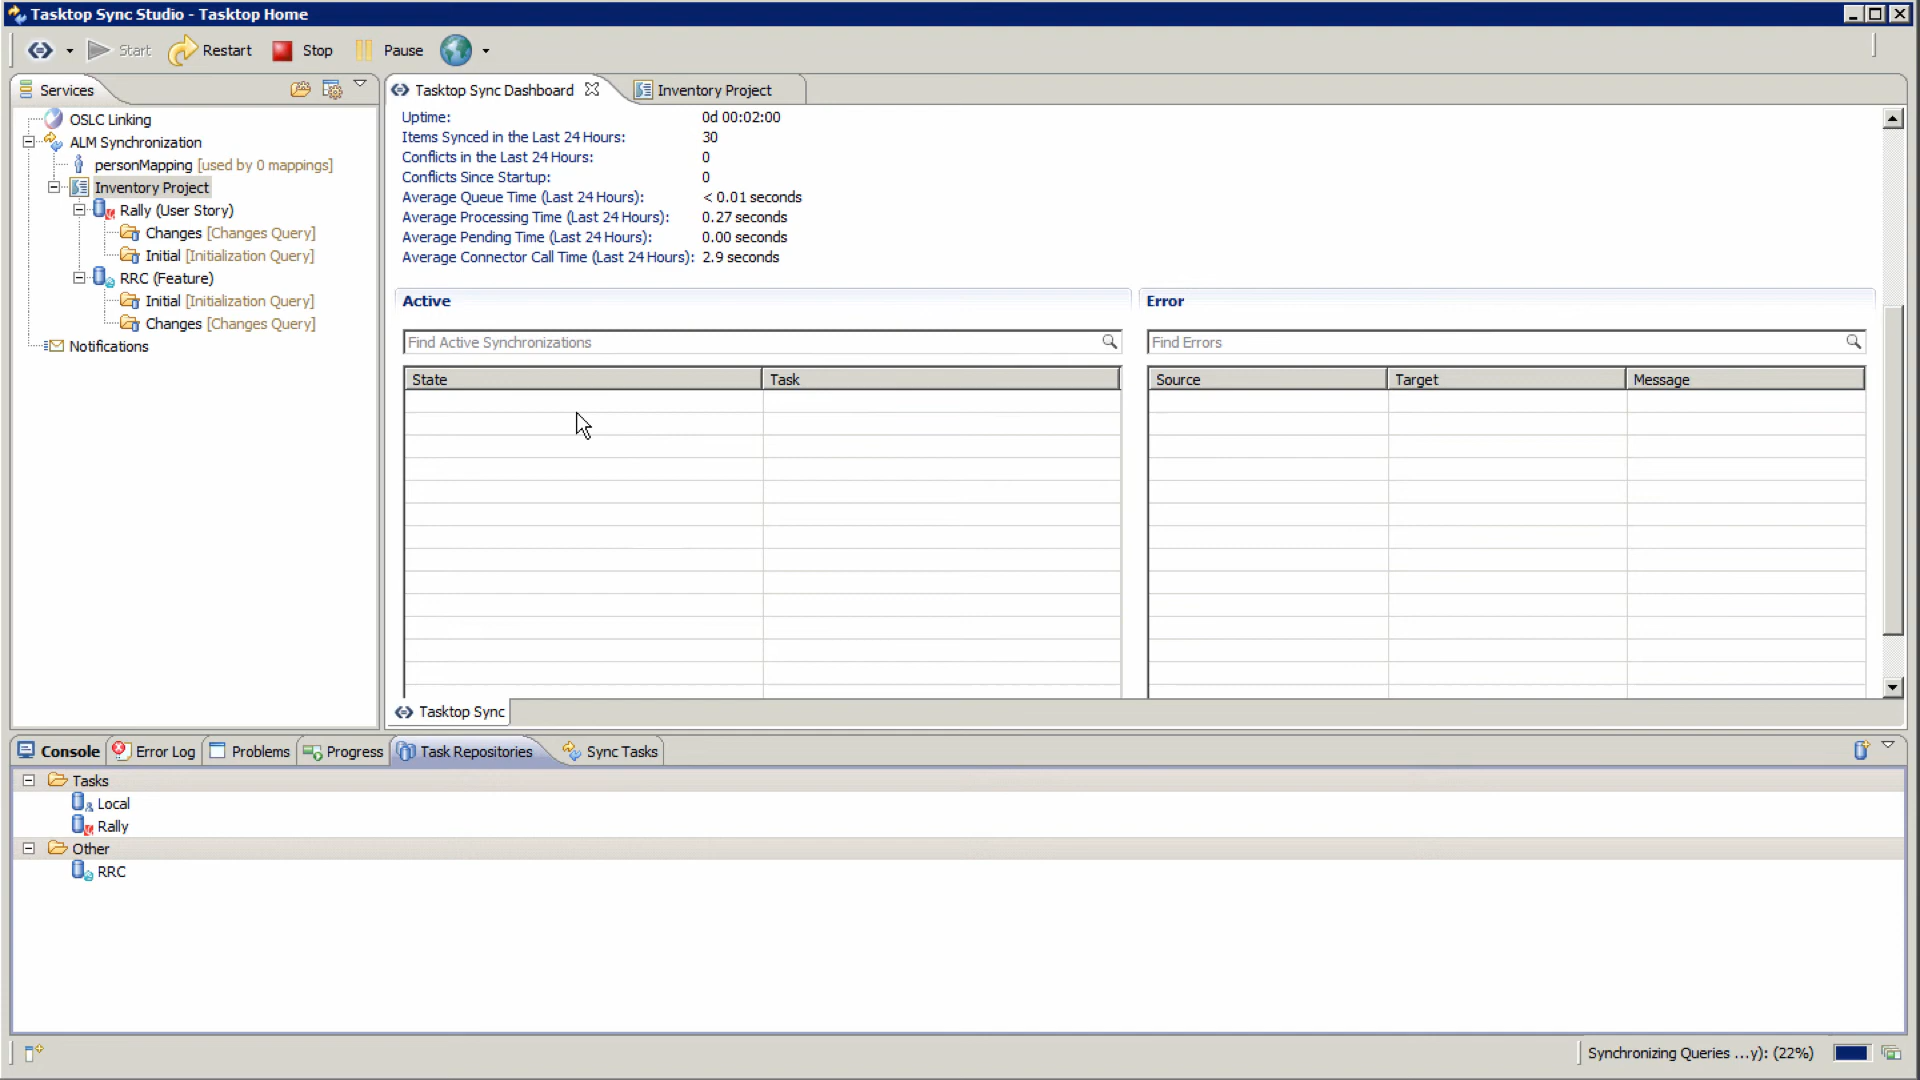 Tasktop Sync Studio - Tasktop Home
Start Restart Stop Pause
Services
OSLC Linking
ALM Synchronization
personMapping [used by 0 mappings]
Inventory Project
Rally (User Story)
Changes [Changes Query]
Initial [Initialization Query]
RRC (Feature)
Initial [Initialization Query]
Changes [Changes Query]
Notifications
Tasktop Sync Dashboard Inventory Project
Uptime: 0d 00:02:00
Items Synced in the Last 24 Hours: 30
Conflicts in the Last 24 Hours: 0
Conflicts Since Startup: 0
Average Queue Time (Last 24 Hours): < 0.01 seconds
Average Processing Time (Last 24 Hours): 0.27 seconds
Average Pending Time (Last 24 Hours): 0.00 seconds
Average Connector Call Time (Last 24 Hours): 2.9 seconds
Active
Find Active Synchronizations
State Task
Error
Find Errors
Source Target Message
Tasktop Sync
Console Error Log Problems Progress Task Repositories Sync Tasks
Tasks
Local
Rally
Other
RRC
Synchronizing Queries ...y): (22%)